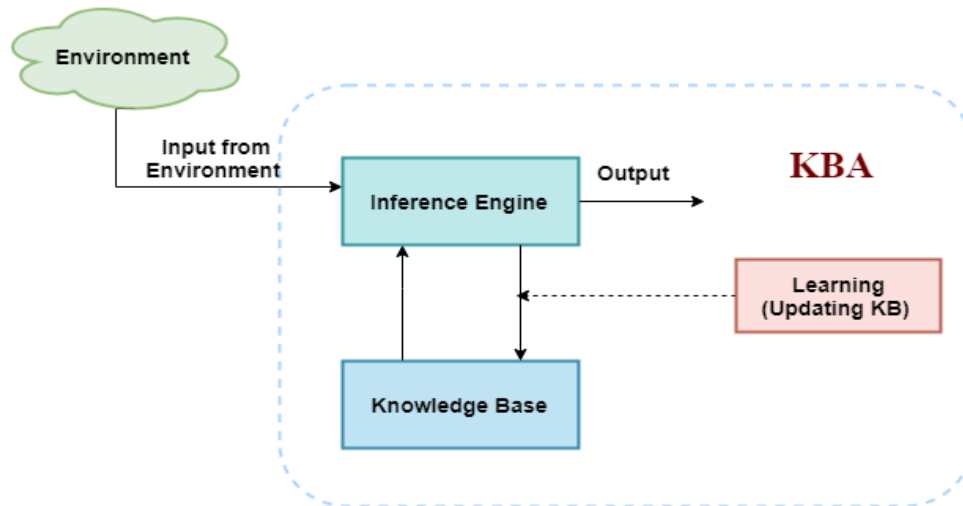 Environment
Input from
Environment
Inference Engine
Output
KBA
Learning
(Updating KB)
Knowledge Base